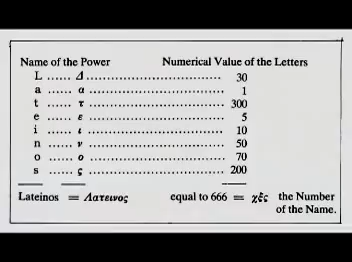 Name of the Power Numerical Value of the Letters
L ...... Λ ................................... 30
a ...... α ................................... 1
t ...... τ ................................... 300
e ...... ε ................................... 5
i ...... ι ................................... 10
n ...... ν ................................... 50
o ...... ο ................................... 70
s ...... ς ................................... 200
Lateinos = Λατεινος equal to 666 = χξς the Number
of the Name.